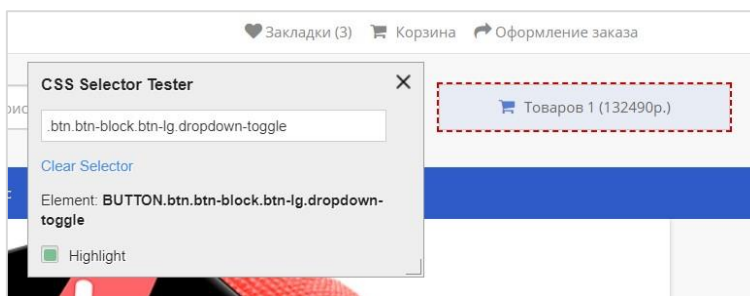 Закладки (3) Корзина Оформление заказа
CSS Selector Tester
Товаров 1 (132490р.)
.btn.btn-block.btn-lg.dropdown-toggle
Clear Selector
Element: BUTTON.btn.btn-block.btn-lg.dropdown-
toggle
Highlight